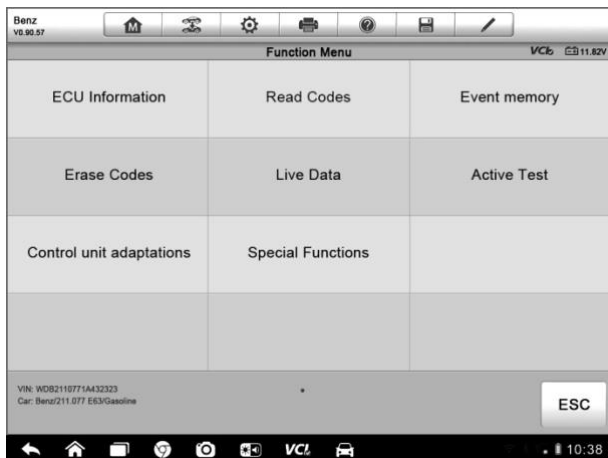 Benz
V0.90.57
M
Function Menu
VCI 11.82V
ECU Information
Read Codes
Event memory
Erase Codes
Live Data
Active Test
Control unit adaptations
Special Functions
VIN: WDB2110771A432323
Car: Benz/211.077 E63/Gasoline
ESC
VCI
10:38